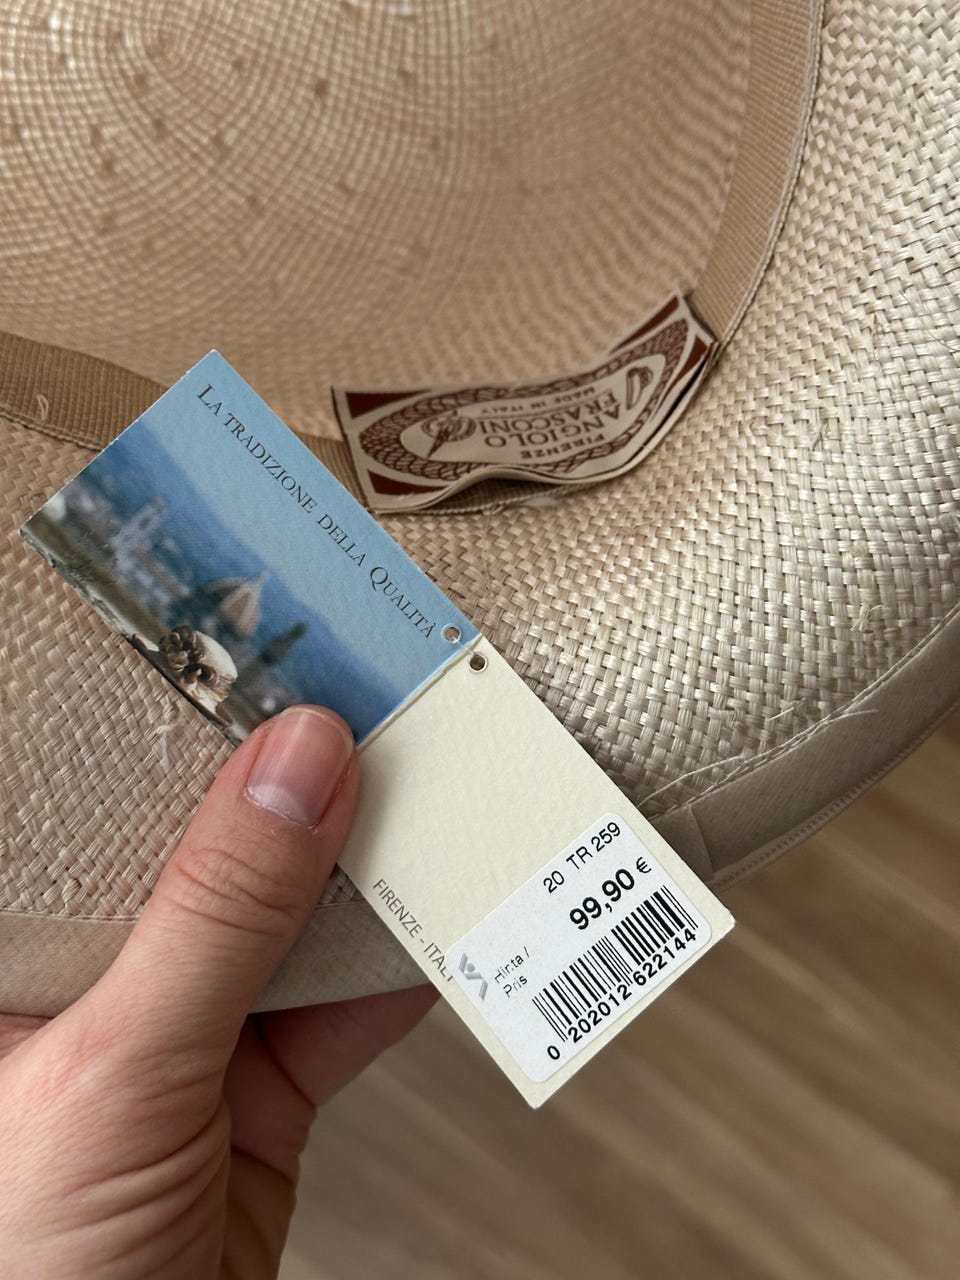 LA TRADIZIONE DELLA QUALITÀ
FIRENZE
ANGIOLO
FRASCONI
MADE IN ITALY
FIRENZE - ITALY
20 TR 259
99,90 €
Hinta /
Pris
0 202012 622144